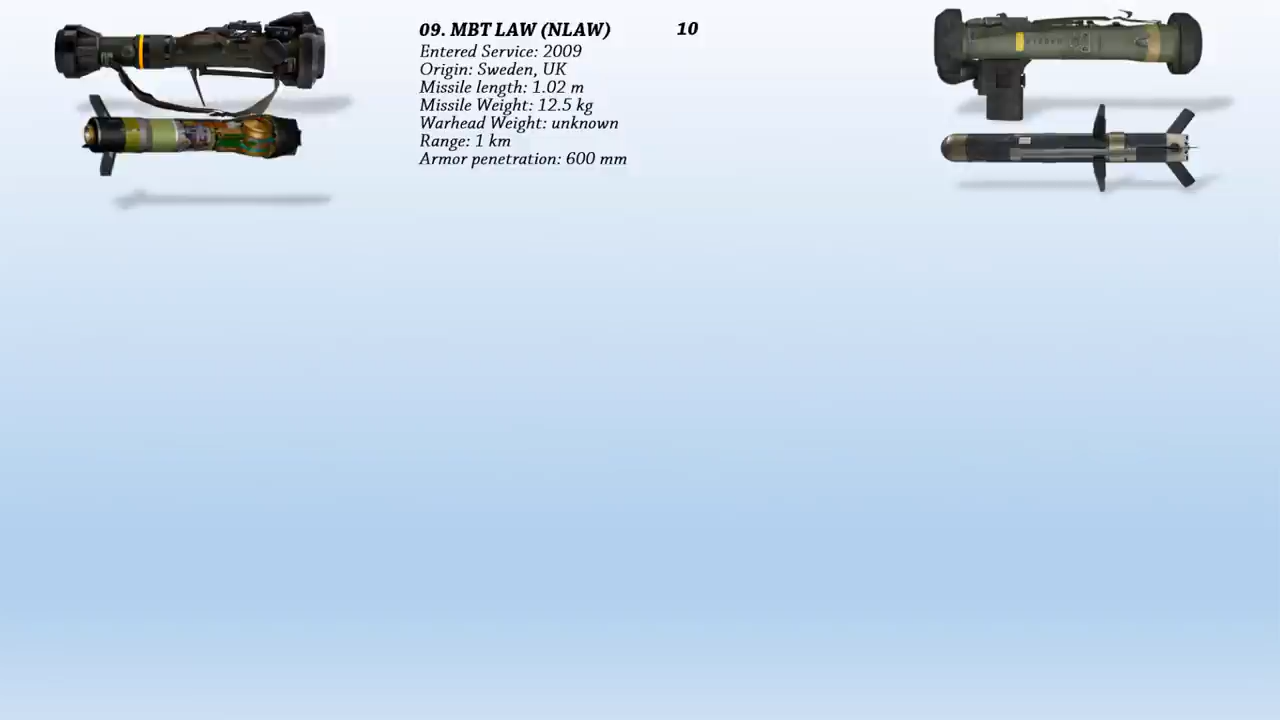 09. MBT LAW (NLAW)
Entered Service: 2009
Origin: Sweden, UK
Missile length: 1.02 m
Missile Weight: 12.5 kg
Warhead Weight: unknown
Range: 1 km
Armor penetration: 600 mm
10